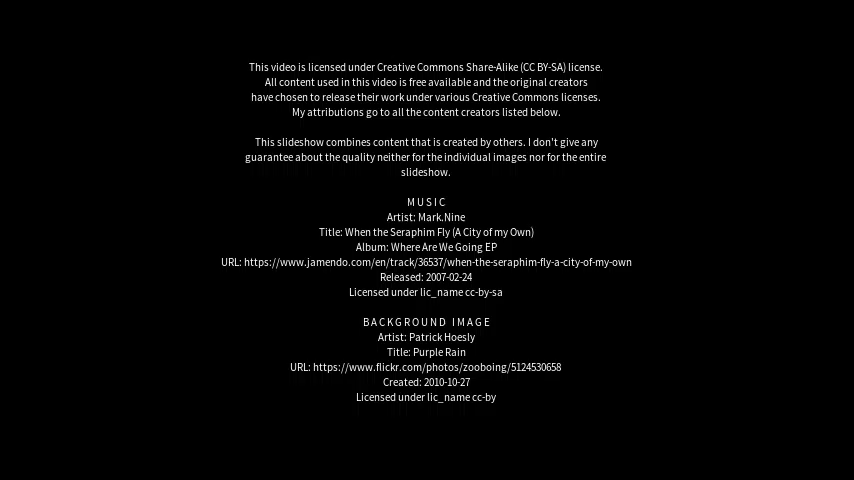 This video is licensed under Creative Commons Share-Alike (CC BY-SA) license.
All content used in this video is free available and the original creators
have chosen to release their work under various Creative Commons licenses.
My attributions go to all the content creators listed below.
This slideshow combines content that is created by others. I don't give any
guarantee about the quality neither for the individual images nor for the entire
slideshow.
MUSIC
Artist: Mark.Nine
Title: When the Seraphim Fly (A City of my Own)
Album: Where Are We Going EP
URL: https://www.jamendo.com/en/track/36537/when-the-seraphim-fly-a-city-of-my-own
Released: 2007-02-24
Licensed under lic_name cc-by-sa
BACKGROUND IMAGE
Artist: Patrick Hoesly
Title: Purple Rain
URL: https://www.flickr.com/photos/zooboing/5124530658
Created: 2010-10-27
Licensed under lic_name cc-by